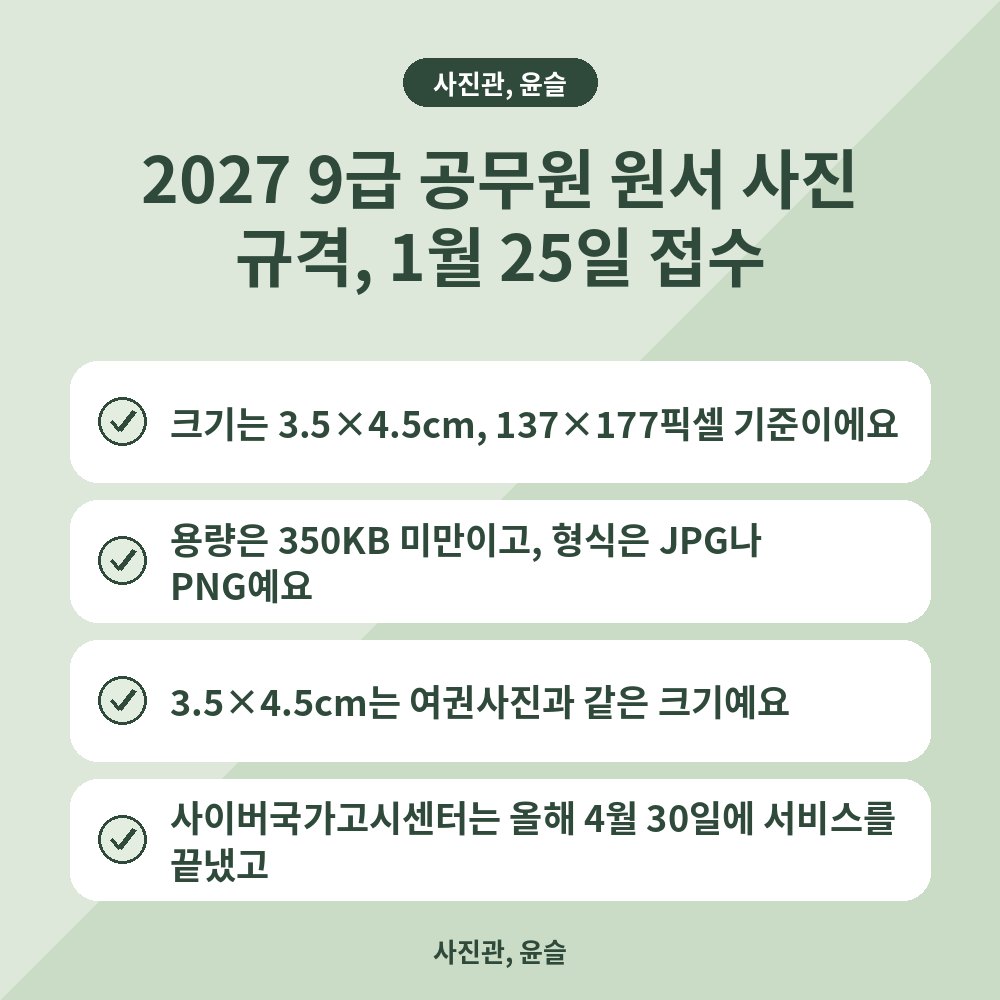 사진관, 윤슬
2027 9급 공무원 원서 사진
규격, 1월 25일 접수
크기는 3.5×4.5cm, 137×177픽셀 기준이에요
용량은 350KB 미만이고, 형식은 JPG나
PNG예요
3.5×4.5cm는 여권사진과 같은 크기예요
사이버국가고시센터는 올해 4월 30일에 서비스를
끝냈고
사진관, 윤슬